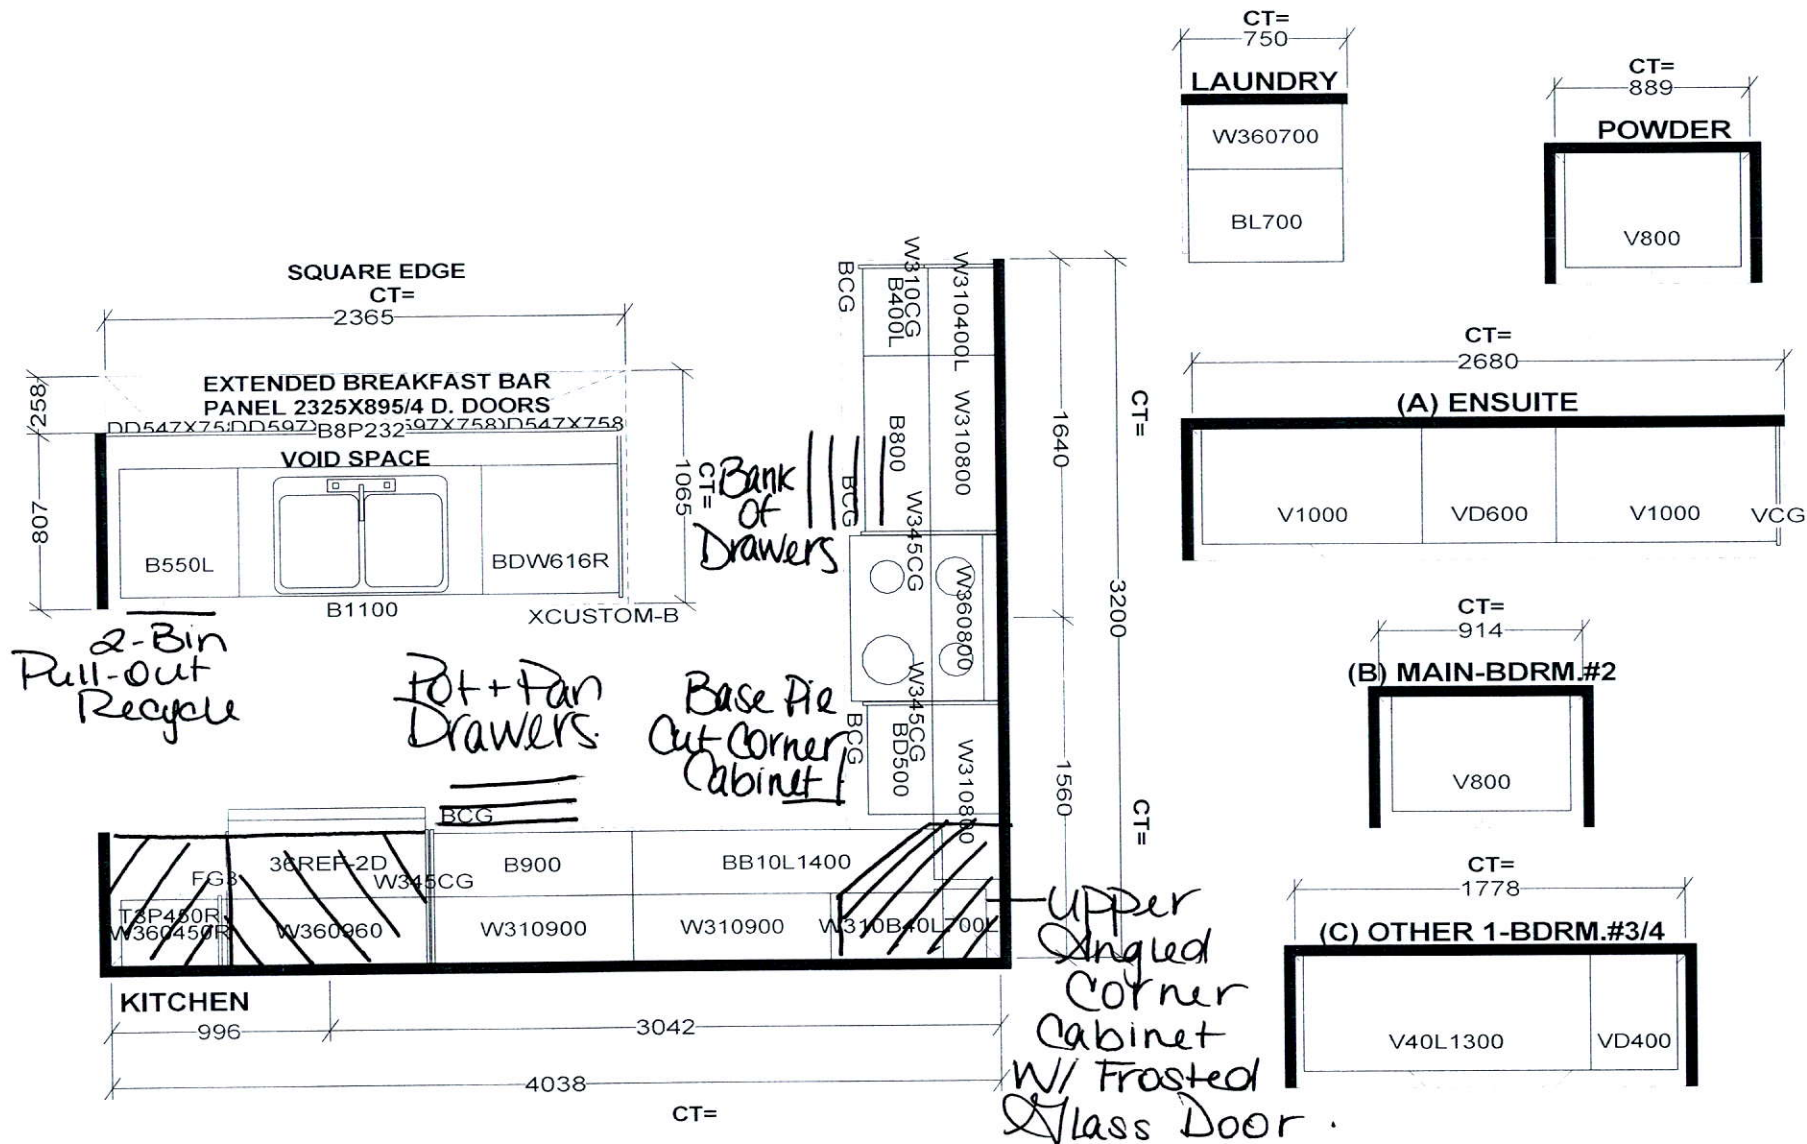 CT=
750
LAUNDRY
W360700
BL700
CT=
889
POWDER
V800
SQUARE EDGE
CT=
2365
258
EXTENDED BREAKFAST BAR
PANEL 2325X895/4 D. DOORS
B8P232
VOID SPACE
807
B550L
BDW616R
B1100
XCUSTOM-B
1065
CT=
2-Bin
Pull-out
Recycle
Pot + Pan
Drawers.
Bank
of
Drawers
Base Pie
Cut Corner
Cabinet
BCG
W310CG
B400L
W310400L
B800
W310800
BCG
W345CG
W360800
W345CG
BCG
BD500
W310800
1640
CT=
3200
1560
CT=
BCG
36REF-2D
B900
BB10L1400
W345CG
FG3
T3P450R
W360450R
W360960
W310900
W310900
W310B40L700L
Upper
Angled
Corner
Cabinet
W/ Frosted
Glass Door.
KITCHEN
996
3042
4038
CT=
CT=
2680
(A) ENSUITE
V1000
VD600
V1000
VCG
CT=
914
(B) MAIN-BDRM.#2
V800
CT=
1778
(C) OTHER 1-BDRM.#3/4
V40L1300
VD400